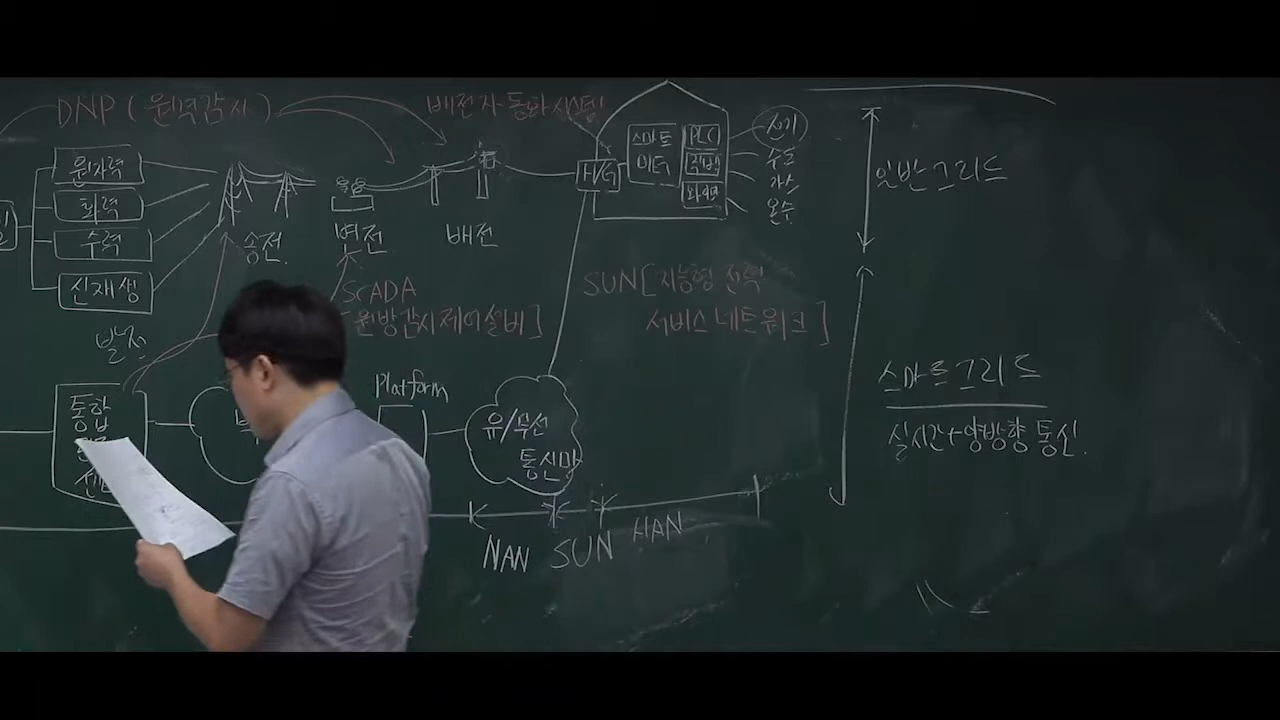 DNP (원격감시)
배전자동화시스템
원자력
화력
수력
신재생
발전
송전
변전
배전
H/G
스마트
미터
PLC
화면
전기
수도
가스
온수
일반그리드
SCADA
원방감시제어설비]
SUN[지능형 전력
서비스네트워크]
통합
센
Platform
유/무선
통신망
NAN SUN HAN
스마트그리드
실시간+양방향 통신